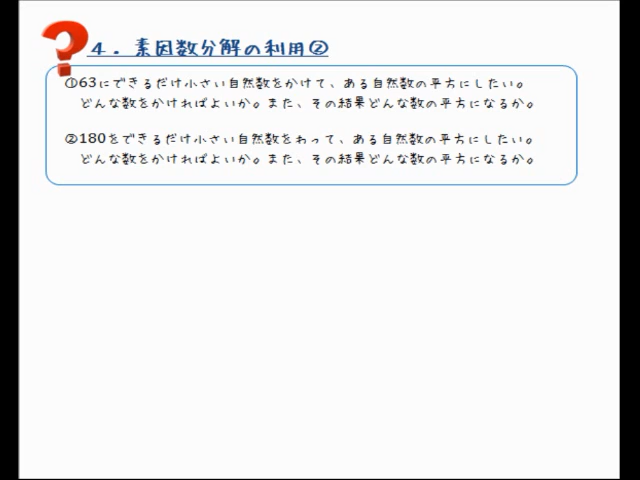 4．素因数分解の利用②
①63にできるだけ小さい自然数をかけて、ある自然数の平方にしたい。
どんな数をかければよいか。また、その結果どんな数の平方になるか。
②180をできるだけ小さい自然数をわって、ある自然数の平方にしたい。
どんな数をかければよいか。また、その結果どんな数の平方になるか。